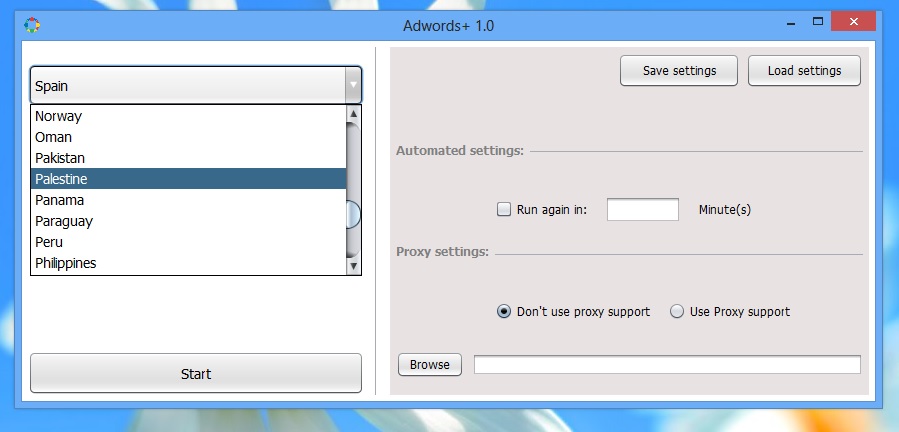 Adwords+ 1.0
Spain
Norway
Oman
Pakistan
Palestine
Panama
Paraguay
Peru
Philippines
Start
Save settings
Load settings
Automated settings:
Run again in:
Minute(s)
Proxy settings:
Don't use proxy support
Use Proxy support
Browse